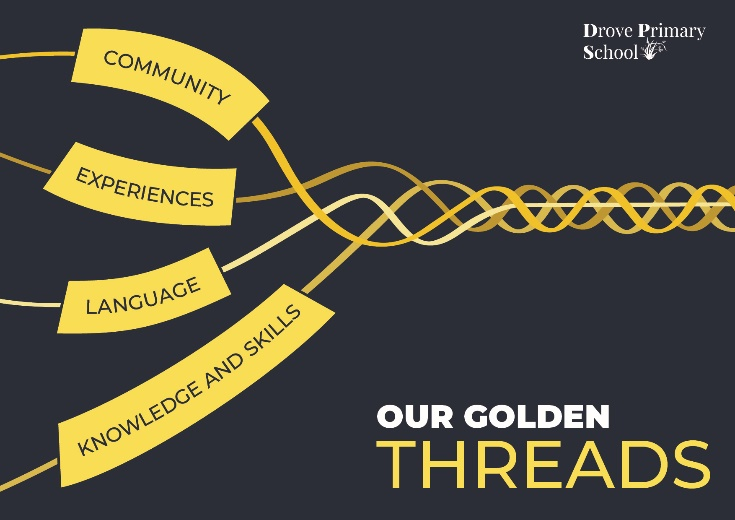 Drove Primary
School
COMMUNITY
EXPERIENCES
LANGUAGE
KNOWLEDGE AND SKILLS
OUR GOLDEN
THREADS